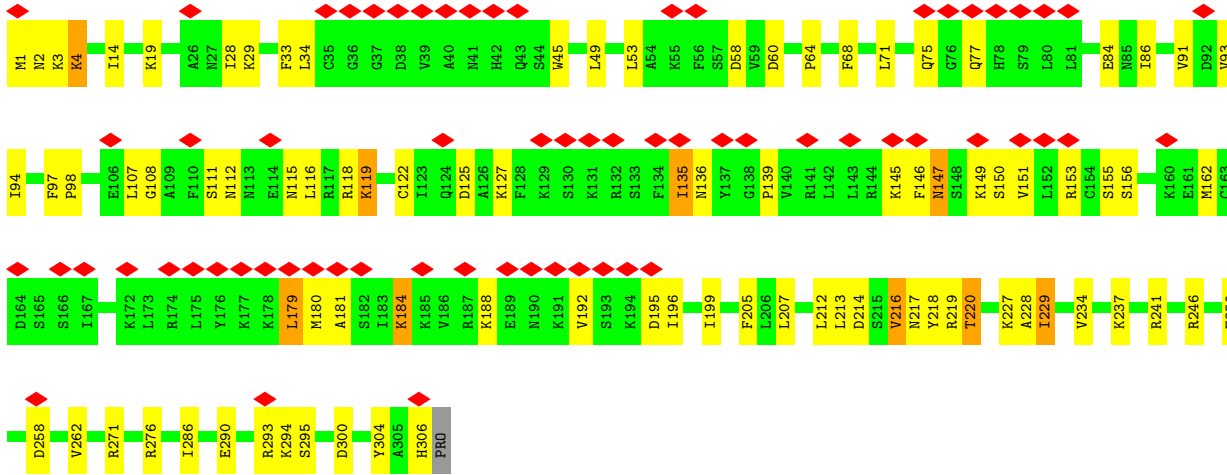 M1 N2 K3 K4 I14 K19 A26 N27 I28 K29 F33 L34 C35 G36 G37 D38 V39 A40 N41 H42 Q43 S44 W45 L49 L53 A54 K55 F56 S57 D58 V59 D60 P64 F68 L71 Q75 G76 Q77 H78 S79 L80 L81 E84 N85 I86 V91 D92 V93
I94 F97 P98 E106 L107 G108 A109 F110 S111 N112 N113 E114 N115 L116 R117 R118 K119 C122 I123 Q124 D125 A126 K127 F128 K129 S130 K131 R132 S133 F134 I135 N136 Y137 G138 P139 V140 R141 L142 L143 R144 K145 F146 N147 S148 K149 S150 V151 L152 R153 C154 S155 S156 K160 E161 M162
D164 S165 S166 I167 K172 L173 R174 L175 Y176 K177 K178 L179 M180 A181 S182 I183 K184 K185 V186 R187 K188 E189 N190 K191 V192 S193 K194 D195 I196 I199 F205 L206 L207 L212 L213 D214 S215 V216 N217 Y218 R219 T220 K227 A228 I229 V234 K237 R241 R246
D258 V262 R271 R276 I286 E290 R293 K294 S295 D300 Y304 A305 H306 PRO